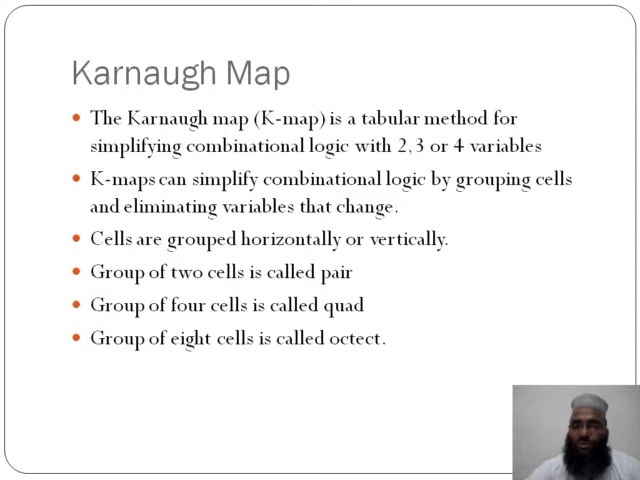 Karnaugh Map
The Karnaugh map (K-map) is a tabular method for
simplifying combinational logic with 2, 3 or 4 variables
K-maps can simplify combinational logic by grouping cells
and eliminating variables that change.
Cells are grouped horizontally or vertically.
Group of two cells is called pair
Group of four cells is called quad
Group of eight cells is called octect.